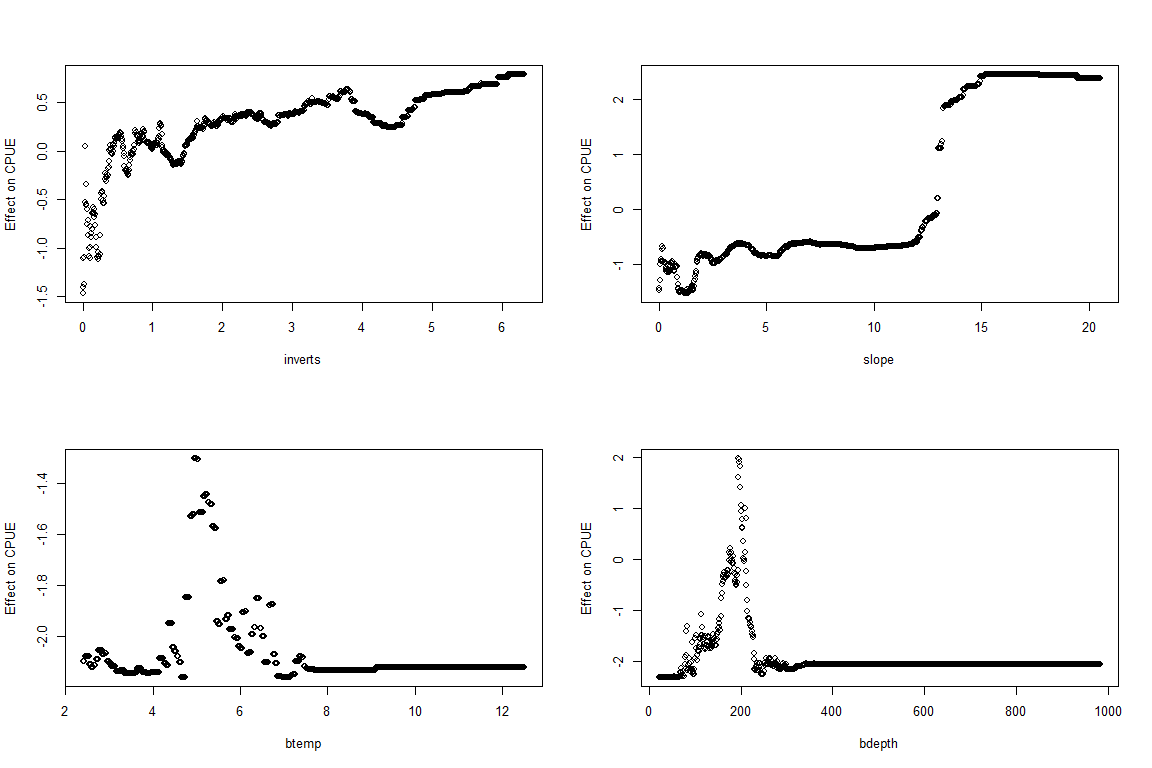 Effect on CPUE
0.5
0.0
-0.5
-1.0
-1.5
0 1 2 3 4 5 6
inverts
Effect on CPUE
2
1
0
-1
0 5 10 15 20
slope
Effect on CPUE
-1.4
-1.6
-1.8
-2.0
2 4 6 8 10 12
btemp
Effect on CPUE
2
1
0
-1
-2
0 200 400 600 800 1000
bdepth